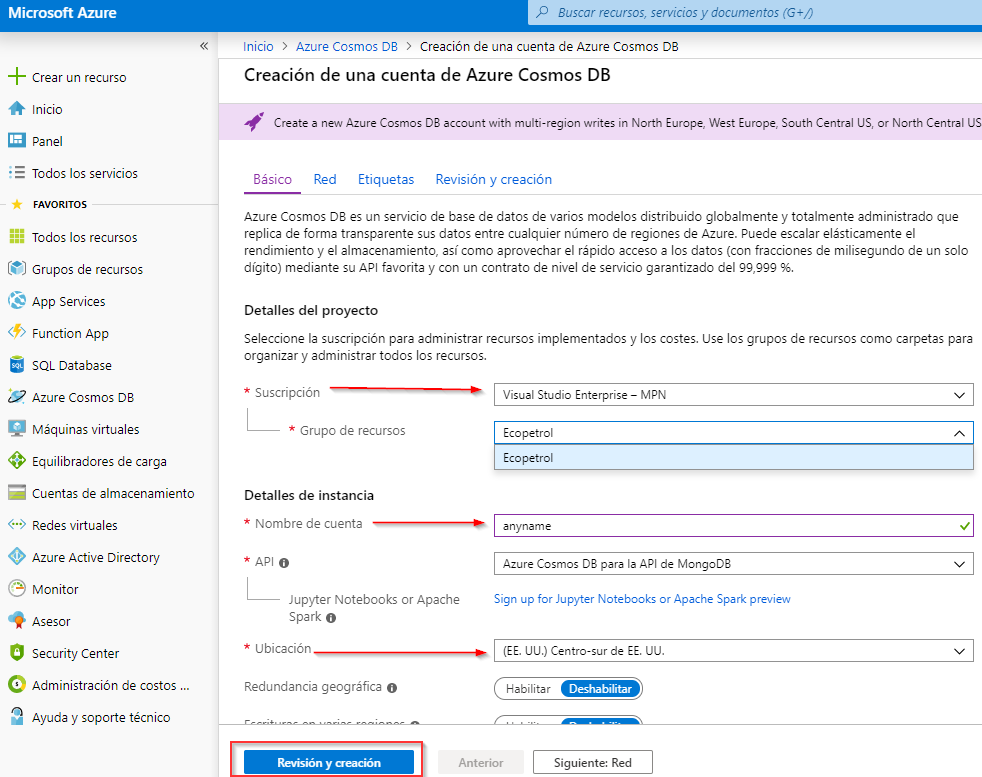 Microsoft Azure
Buscar recursos, servicios y documentos (G+/)
«
Crear un recurso
Inicio
Panel
Todos los servicios
FAVORITOS
Todos los recursos
Grupos de recursos
App Services
Function App
SQL Database
Azure Cosmos DB
Máquinas virtuales
Equilibradores de carga
Cuentas de almacenamiento
Redes virtuales
Azure Active Directory
Monitor
Asesor
Security Center
Administración de costos ...
Ayuda y soporte técnico
Inicio > Azure Cosmos DB > Creación de una cuenta de Azure Cosmos DB
Creación de una cuenta de Azure Cosmos DB
Create a new Azure Cosmos DB account with multi-region writes in North Europe, West Europe, South Central US, or North Central US
Básico Red Etiquetas Revisión y creación
Azure Cosmos DB es un servicio de base de datos de varios modelos distribuido globalmente y totalmente administrado que
replica de forma transparente sus datos entre cualquier número de regiones de Azure. Puede escalar elásticamente el
rendimiento y el almacenamiento, así como aprovechar el rápido acceso a los datos (con fracciones de milisegundo de un solo
dígito) mediante su API favorita y con un contrato de nivel de servicio garantizado del 99,999 %.
Detalles del proyecto
Seleccione la suscripción para administrar recursos implementados y los costes. Use los grupos de recursos como carpetas para
organizar y administrar todos los recursos.
* Suscripción Visual Studio Enterprise – MPN
* Grupo de recursos Ecopetrol
Ecopetrol
Detalles de instancia
* Nombre de cuenta anyname
* API Azure Cosmos DB para la API de MongoDB
Jupyter Notebooks or Apache Sign up for Jupyter Notebooks or Apache Spark preview
Spark
* Ubicación (EE. UU.) Centro-sur de EE. UU.
Redundancia geográfica Habilitar Deshabilitar
Escrituras en varias regiones Habilitar Deshabilitar
Revisión y creación Anterior Siguiente: Red